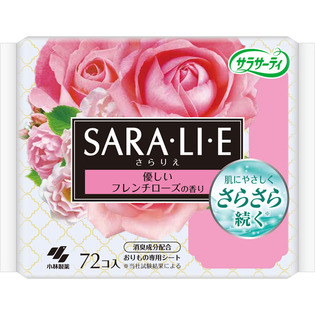 サラサーティ
SARA・LI・E
さらりえ
優しい
フレンチローズの香り
肌にやさしく
さらさら
続く※
消臭成分配合
おりもの専用シート
※当社試験結果による
72コ入
小林製薬